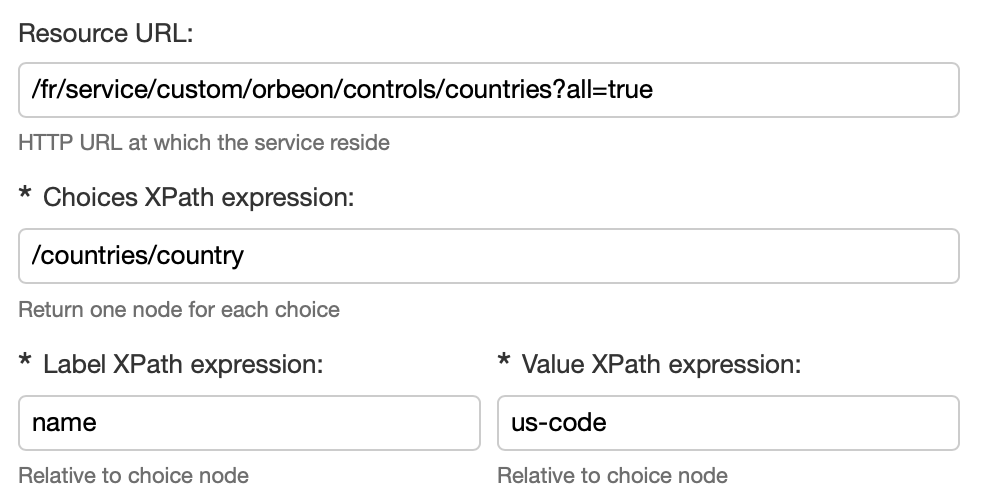 Resource URL:
/fr/service/custom/orbeon/controls/countries?all=true
HTTP URL at which the service reside
* Choices XPath expression:
/countries/country
Return one node for each choice
* Label XPath expression: * Value XPath expression:
name us-code
Relative to choice node Relative to choice node